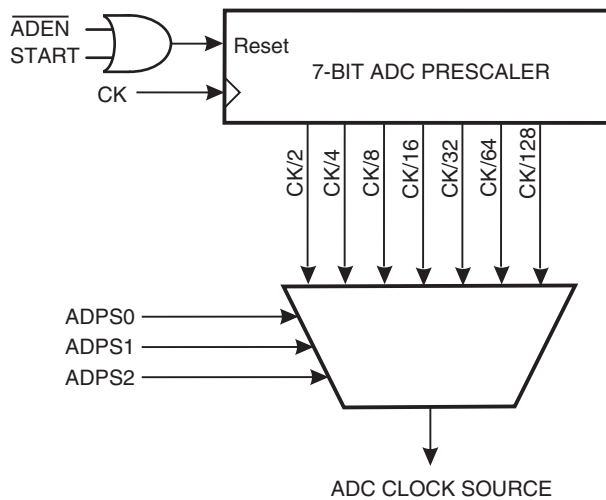 ADEN
START
Reset
7-BIT ADC PRESCALER
CK
CK/2
CK/4
CK/8
CK/16
CK/32
CK/64
CK/128
ADPS0
ADPS1
ADPS2
ADC CLOCK SOURCE